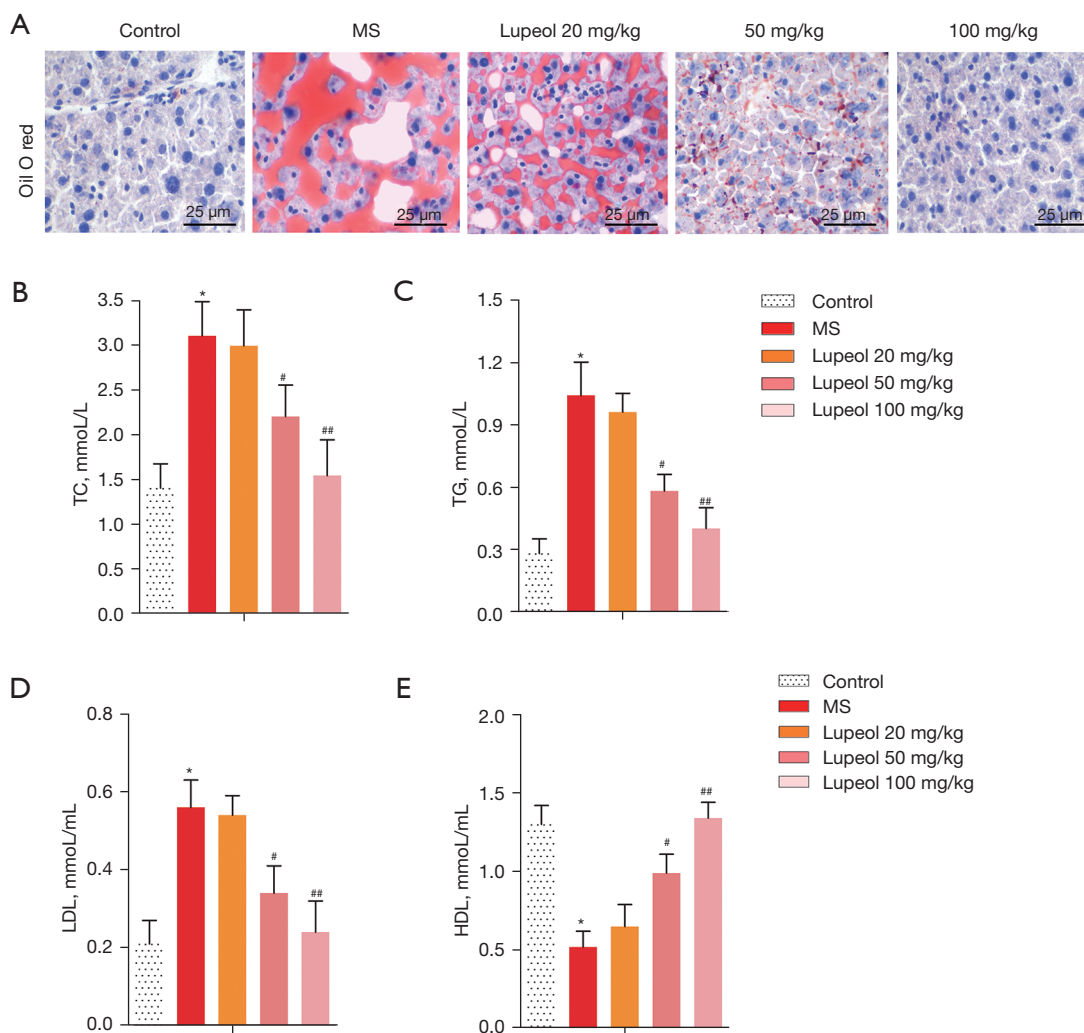 A
Control
MS
Lupeol 20 mg/kg
50 mg/kg
100 mg/kg
Oil O red
25 µm
25 µm
25 µm
25 µm
25 µm
B
3.5
3.0
2.5
2.0
1.5
1.0
0.5
0.0
TC, mmoL/L
*
#
##
C
1.5
1.2
0.9
0.6
0.3
0.0
TG, mmoL/L
*
#
##
Control
MS
Lupeol 20 mg/kg
Lupeol 50 mg/kg
Lupeol 100 mg/kg
D
0.8
0.6
0.4
0.2
0.0
LDL, mmoL/mL
*
#
##
E
2.0
1.5
1.0
0.5
0.0
HDL, mmoL/mL
*
#
##
Control
MS
Lupeol 20 mg/kg
Lupeol 50 mg/kg
Lupeol 100 mg/kg